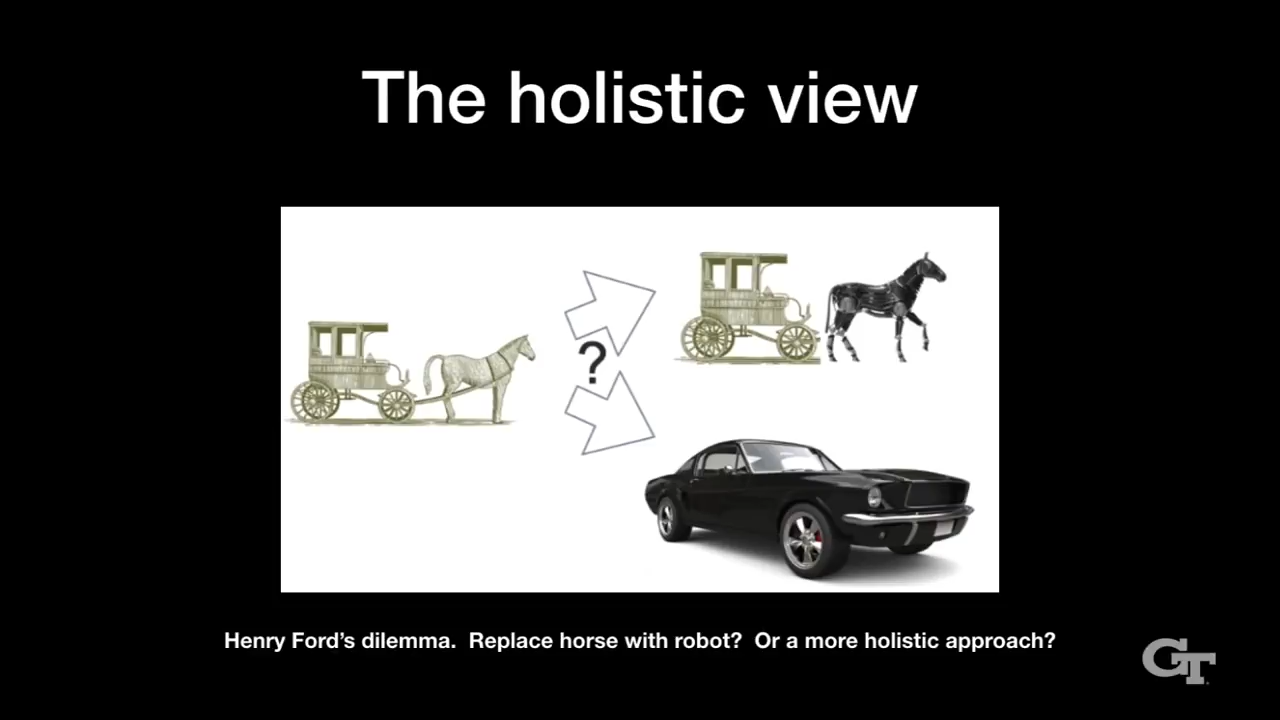 The holistic view
?
Henry Ford’s dilemma.  Replace horse with robot?  Or a more holistic approach?
GT